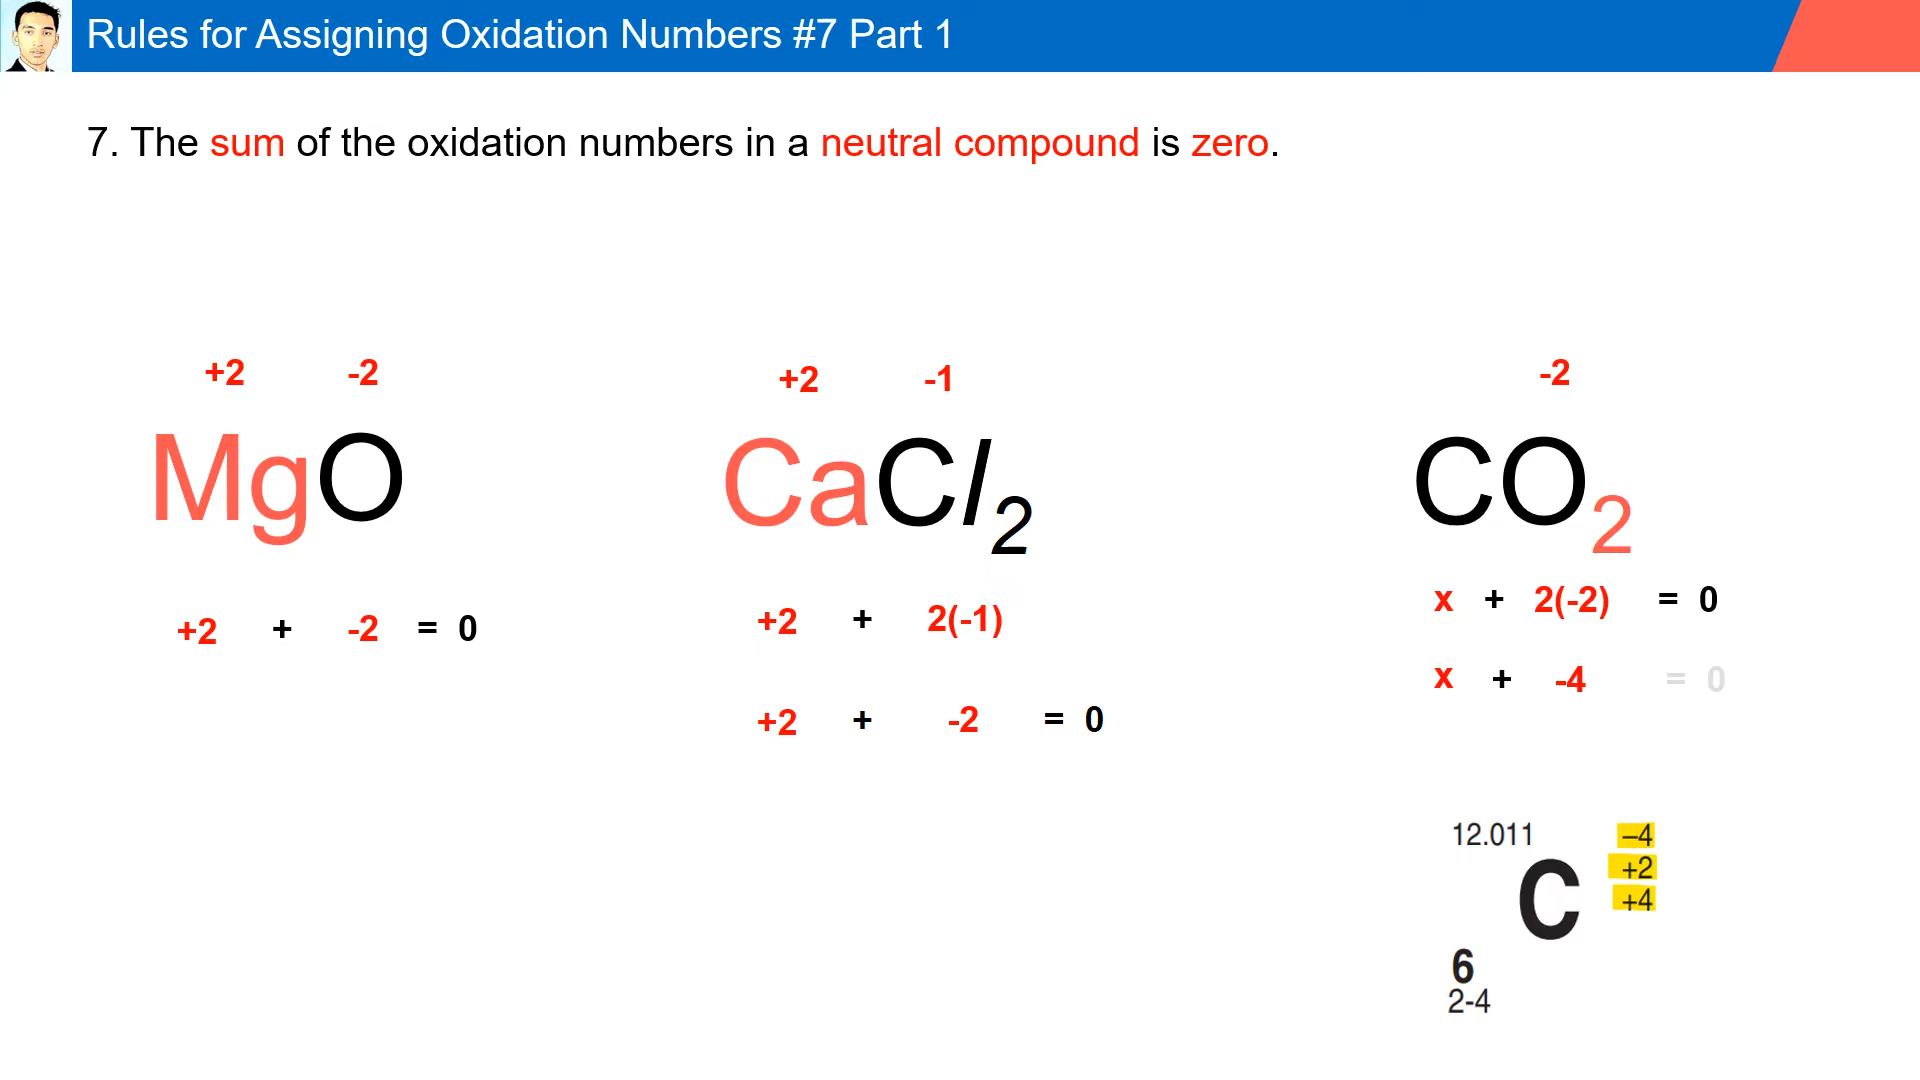 Rules for Assigning Oxidation Numbers #7 Part 1
7. The sum of the oxidation numbers in a neutral compound is zero.
+2 -2
MgO
+2 + -2 = 0
+2 -1
CaCl₂
+2 + 2(-1)
+2 + -2 = 0
-2
CO₂
x + 2(-2) = 0
x + -4 = 0
12.011
–4
+2
+4
C
6
2-4